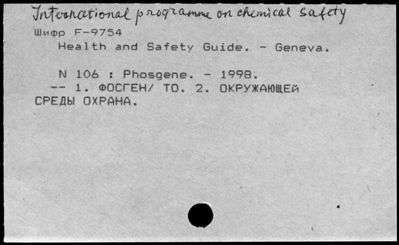 International programme on chemical safety
Шифр F-9754
Health and Safety Guide. - Geneva.
N 106 : Phosgene. - 1998.
-- 1. ФОСГЕН/ ТО. 2. ОКРУЖАЮЩЕЙ
СРЕДЫ ОХРАНА.